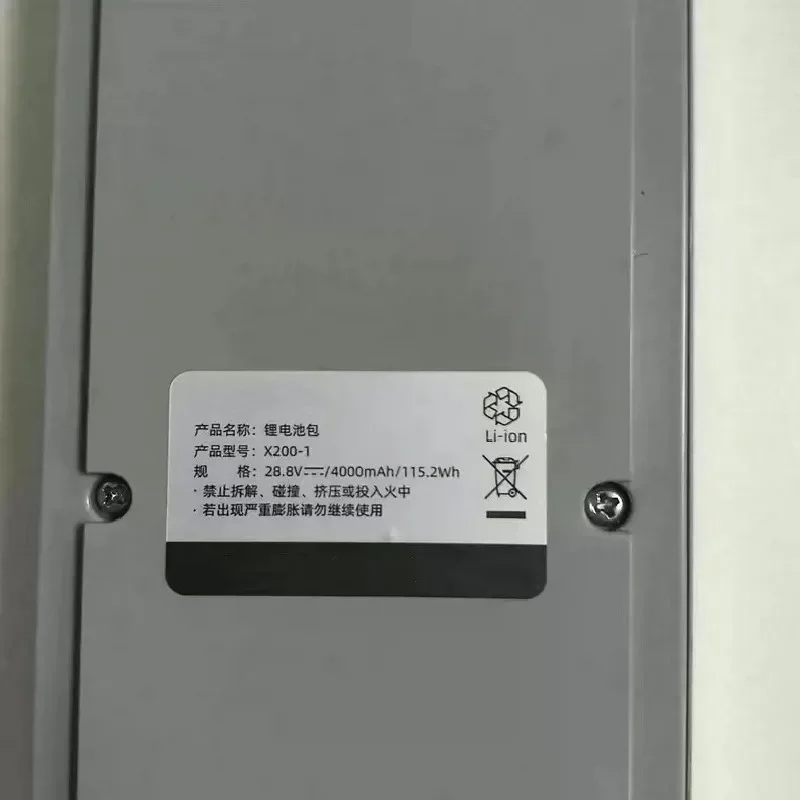 产品名称：锂电池包
产品型号：X200-1
规 格：28.8V⎓/4000mAh/115.2Wh
·禁止拆解、碰撞、挤压或投入火中
·若出现严重膨胀请勿继续使用
Li-ion